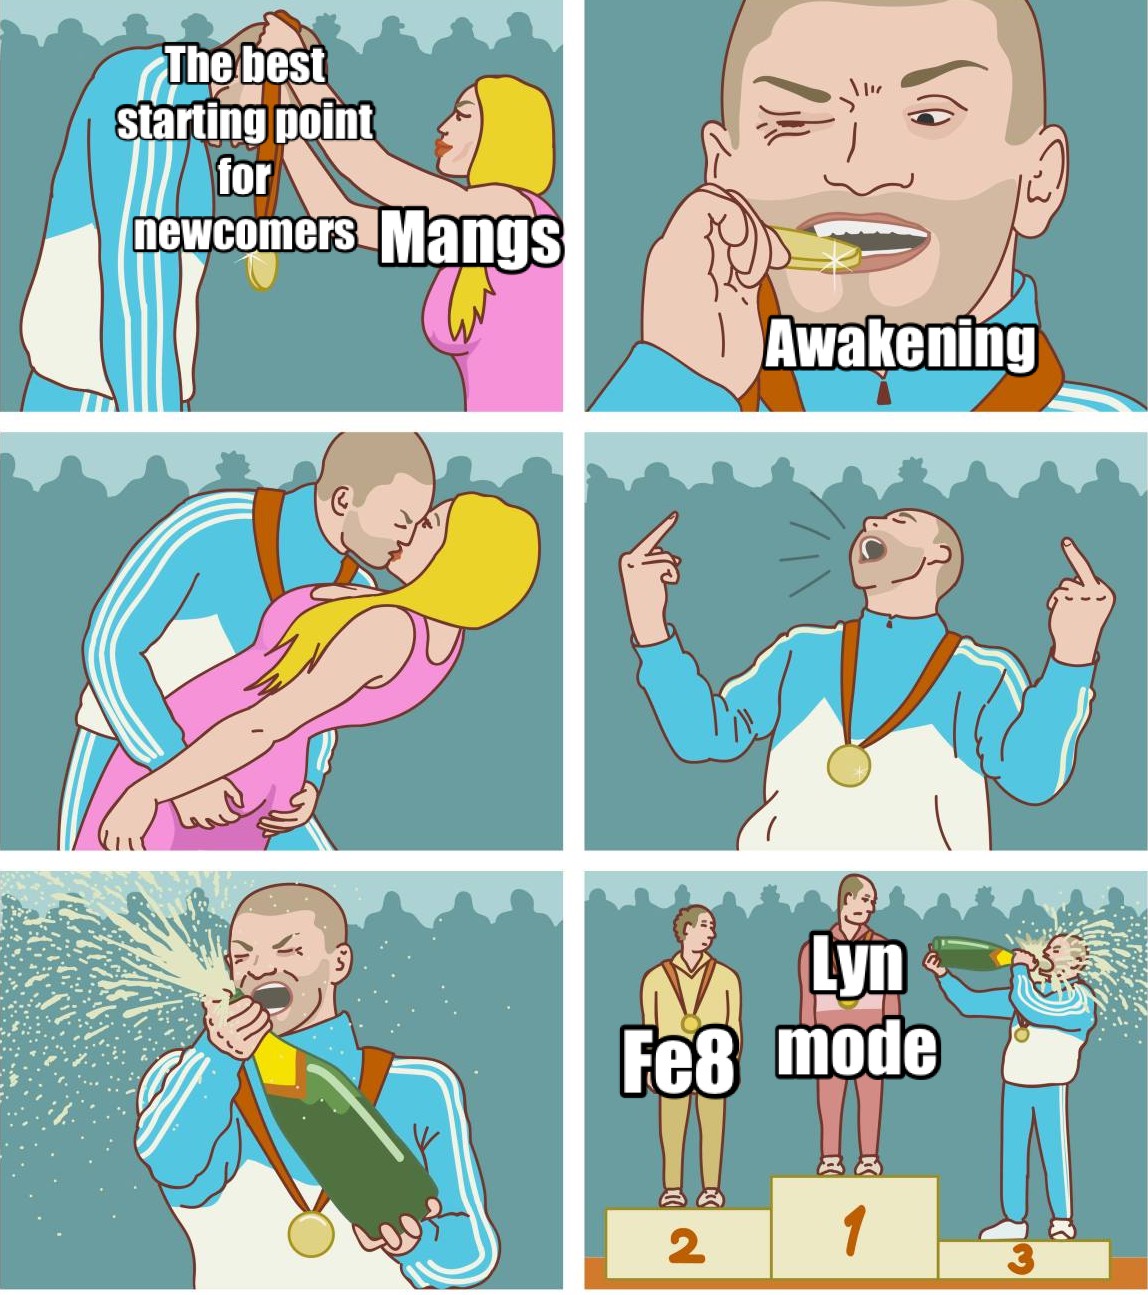 The best
starting point
for
newcomers
Mangs
Awakening
Lyn
mode
Fe8
2
1
3